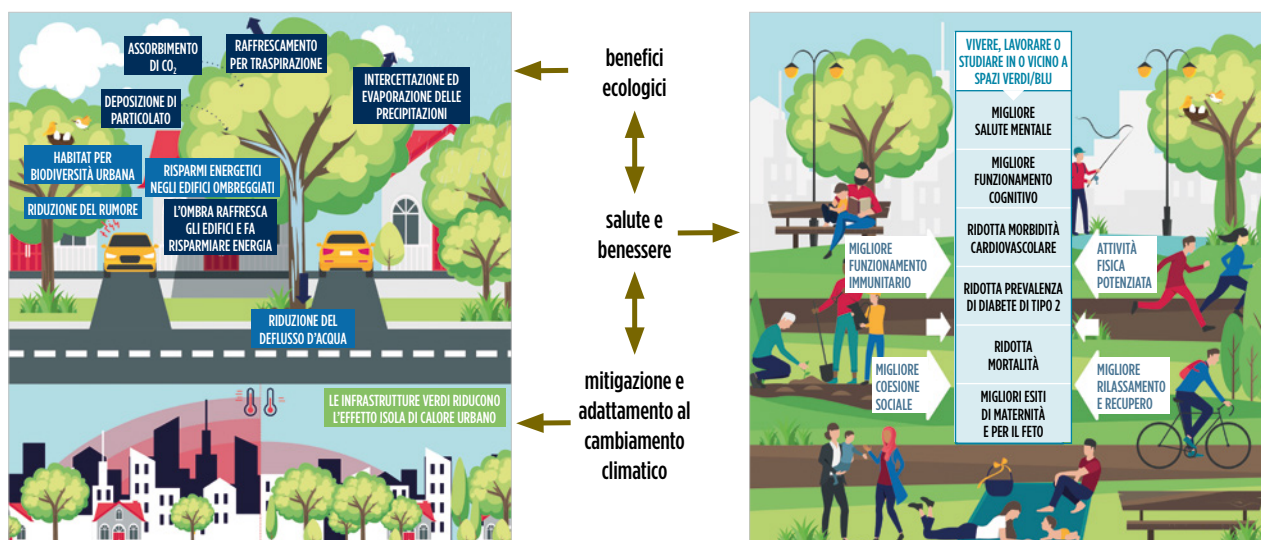 ASSORBIMENTO
DI CO₂
RAFFRESCAMENTO
PER TRASPIRAZIONE
INTERCETTAZIONE ED
EVAPORAZIONE DELLE
PRECIPITAZIONI
DEPOSIZIONE DI
PARTICOLATO
HABITAT PER
BIODIVERSITÀ URBANA
RISPARMI ENERGETICI
NEGLI EDIFICI OMBREGGIATI
RIDUZIONE DEL RUMORE
L'OMBRA RAFFRESCA
GLI EDIFICI E FA
RISPARMIARE ENERGIA
RIDUZIONE DEL
DEFLUSSO D'ACQUA
LE INFRASTRUTTURE VERDI RIDUCONO
L'EFFETTO ISOLA DI CALORE URBANO
benefici
ecologici
salute e
benessere
mitigazione e
adattamento al
cambiamento
climatico
VIVERE, LAVORARE O
STUDIARE IN O VICINO A
SPAZI VERDI/BLU
MIGLIORE
SALUTE MENTALE
MIGLIORE
FUNZIONAMENTO
COGNITIVO
RIDOTTA MORBIDITÀ
CARDIOVASCOLARE
RIDOTTA PREVALENZA
DI DIABETE DI TIPO 2
RIDOTTA
MORTALITÀ
MIGLIORI ESITI
DI MATERNITÀ
E PER IL FETO
MIGLIORE
FUNZIONAMENTO
IMMUNITARIO
ATTIVITÀ
FISICA
POTENZIATA
MIGLIORE
COESIONE
SOCIALE
MIGLIORE
RILASSAMENTO
E RECUPERO